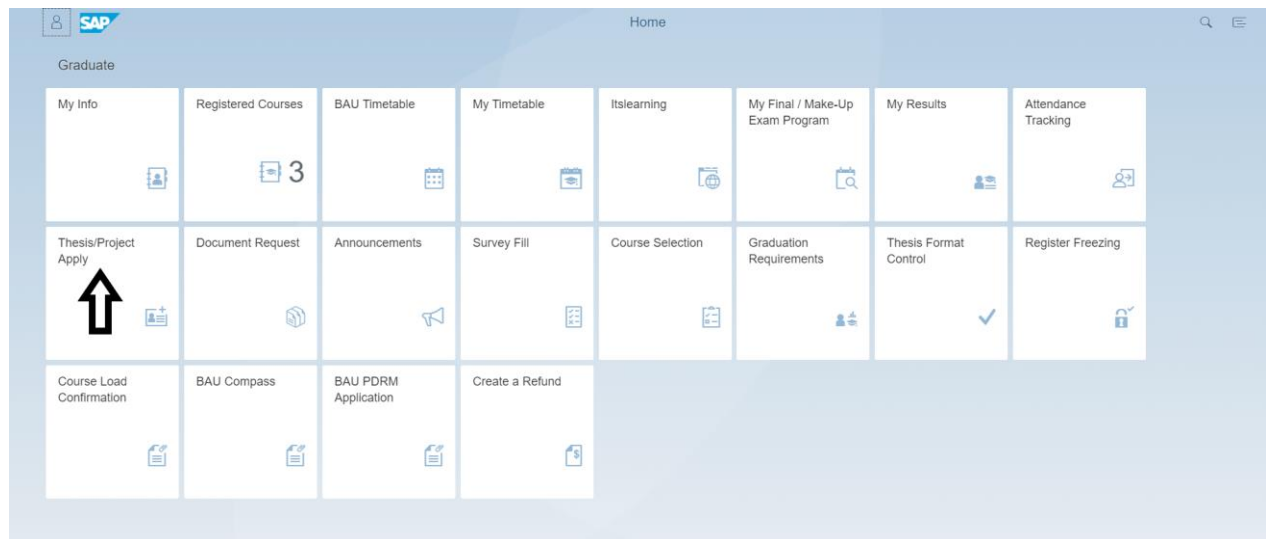 SAP
Home
Graduate
My Info
Registered Courses
3
BAU Timetable
My Timetable
Itslearning
My Final / Make-Up
Exam Program
My Results
Attendance
Tracking
Thesis/Project
Apply
Document Request
Announcements
Survey Fill
Course Selection
Graduation
Requirements
Thesis Format
Control
Register Freezing
Course Load
Confirmation
BAU Compass
BAU PDRM
Application
Create a Refund